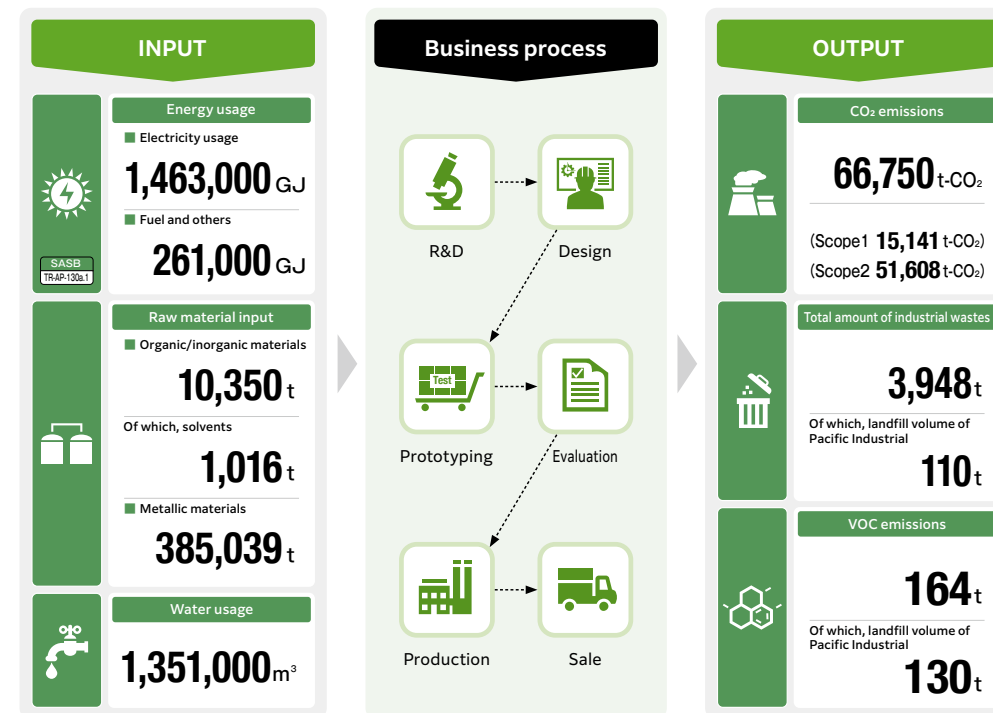 INPUT
Energy usage
Electricity usage
1,463,000 GJ
Fuel and others
261,000 GJ
SASB
TR-AP-130a.1
Raw material input
Organic/inorganic materials
10,350 t
Of which, solvents
1,016 t
Metallic materials
385,039 t
Water usage
1,351,000 m³
Business process
R&D
Design
Test
Prototyping
Evaluation
Production
Sale
OUTPUT
CO₂ emissions
66,750 t-CO₂
(Scope1 15,141 t-CO₂)
(Scope2 51,608 t-CO₂)
Total amount of industrial wastes
3,948 t
Of which, landfill volume of
Pacific Industrial
110 t
VOC emissions
164 t
Of which, landfill volume of
Pacific Industrial
130 t